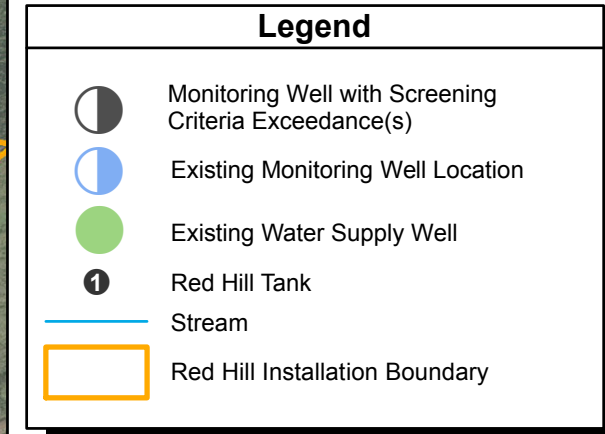 Legend
Monitoring Well with Screening
Criteria Exceedance(s)
Existing Monitoring Well Location
Existing Water Supply Well
1
Red Hill Tank
Stream
Red Hill Installation Boundary